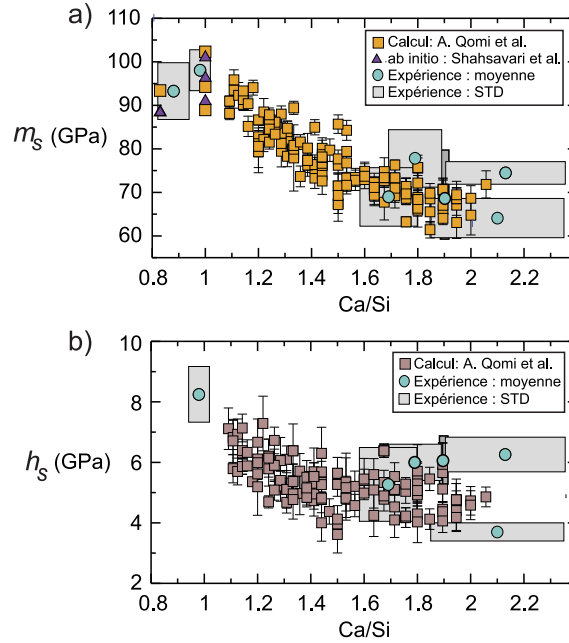 a)
110
100
90
80
70
60
m_s (GPa)
Calcul: A. Qomi et al.
ab initio : Shahsavari et al.
Expérience : moyenne
Expérience : STD
0.8 1 1.2 1.4 1.6 1.8 2 2.2
Ca/Si
b)
10
8
6
4
2
h_s (GPa)
Calcul: A. Qomi et al.
Expérience : moyenne
Expérience : STD
0.8 1 1.2 1.4 1.6 1.8 2 2.2
Ca/Si